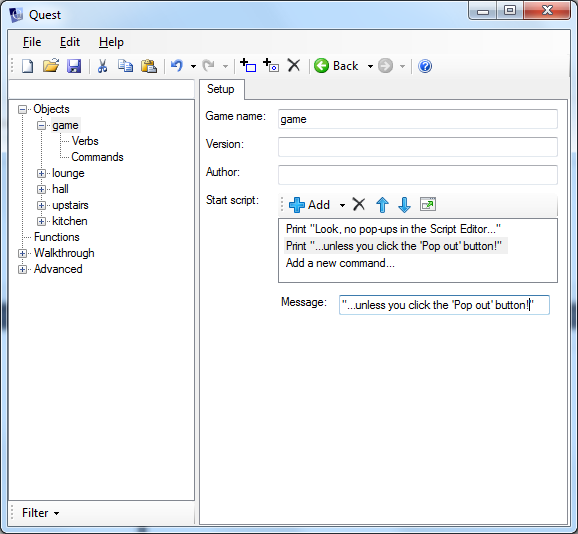 Quest
File Edit Help
Back
Objects
game
Verbs
Commands
lounge
hall
upstairs
kitchen
Functions
Walkthrough
Advanced
Filter
Setup
Game name: game
Version:
Author:
Start script: Add
Print "Look, no pop-ups in the Script Editor..."
Print "...unless you click the 'Pop out' button!"
Add a new command...
Message: "...unless you click the 'Pop out' button!"